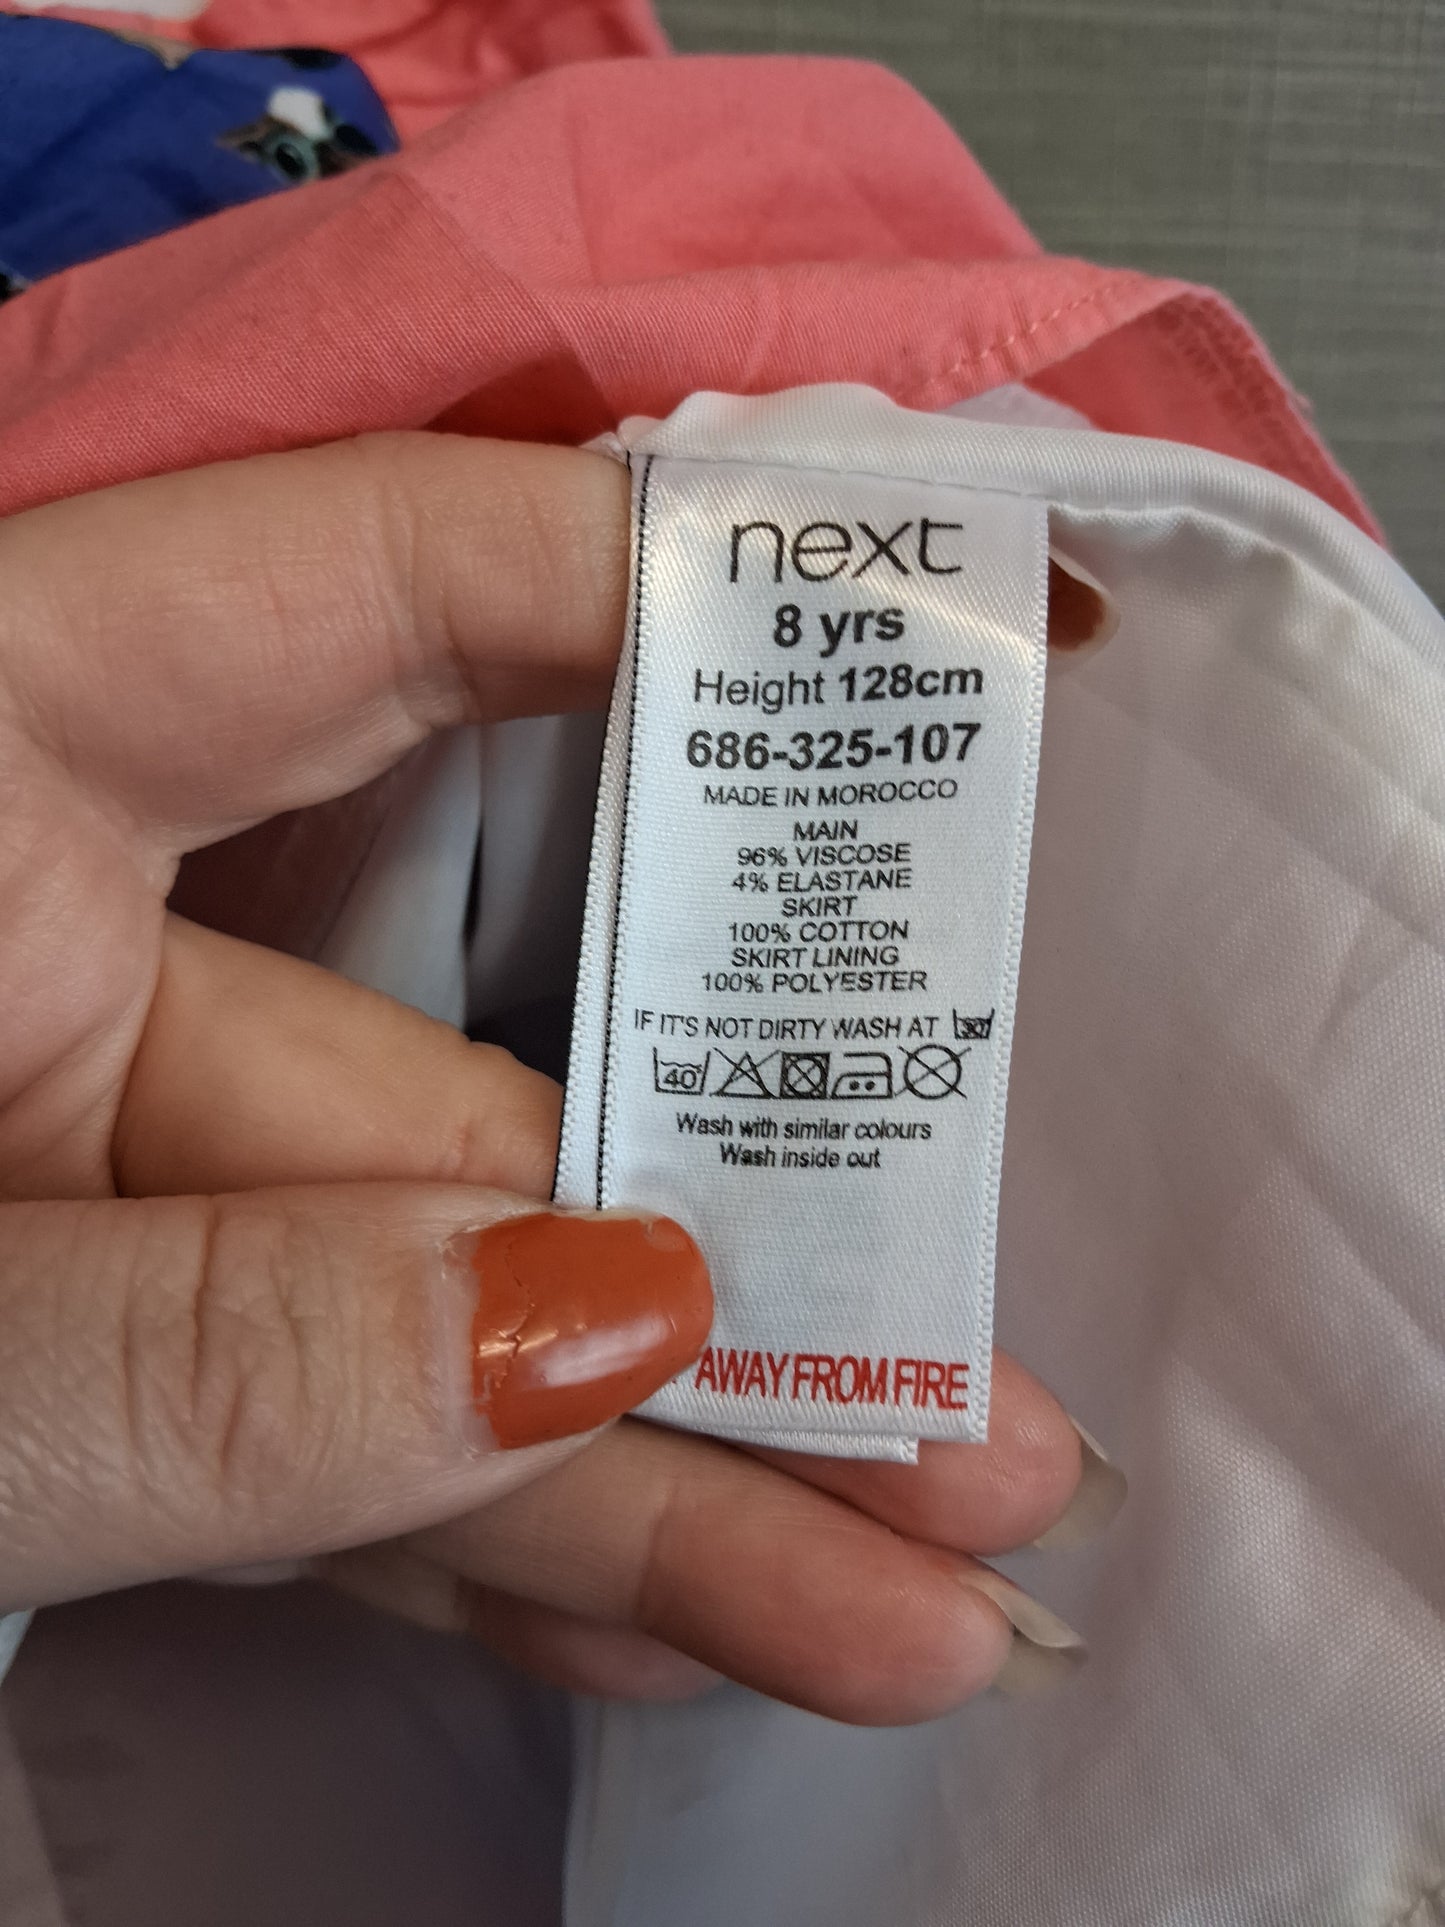 next
8 yrs
Height 128cm
686-325-107
MADE IN MOROCCO
MAIN
96% VISCOSE
4% ELASTANE
SKIRT
100% COTTON
SKIRT LINING
100% POLYESTER
IF IT'S NOT DIRTY WASH AT 30°
40°
Wash with similar colours
Wash inside out
AWAY FROM FIRE